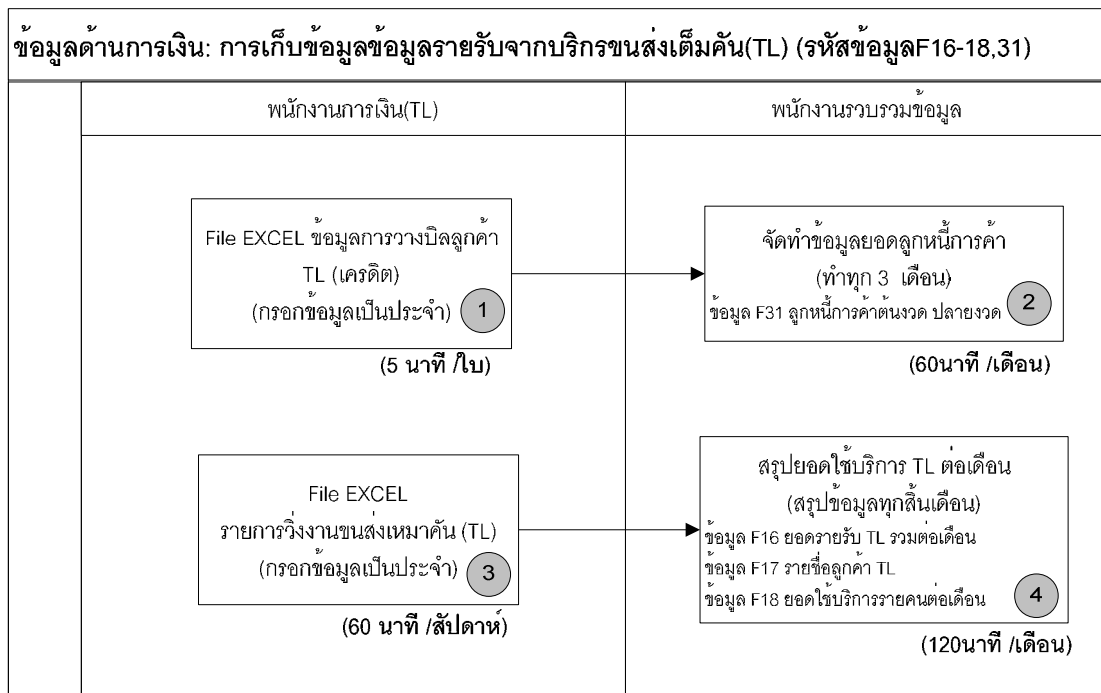 ข้อมูลด้านการเงิน: การเก็บข้อมูลข้อมูลรายรับจากบริกรขนส่งเต็มคัน(TL) (รหัสข้อมูลF16-18,31)
พนักงานการเงิน(TL)
พนักงานรวบรวมข้อมูล
File EXCEL ข้อมูลการวางบิลลูกค้า
TL (เครดิต)
(กรอกข้อมูลเป็นประจำ)
1
(5 นาที /ใบ)
จัดทำข้อมูลยอดลูกหนี้การค้า
(ทำทุก 3 เดือน)
ข้อมูล F31 ลูกหนี้การค้าต้นงวด ปลายงวด
2
(60นาที /เดือน)
File EXCEL
รายการวิ่งงานขนส่งเหมาคัน (TL)
(กรอกข้อมูลเป็นประจำ)
3
(60 นาที /สัปดาห์)
สรุปยอดใช้บริการ TL ต่อเดือน
(สรุปข้อมูลทุกสิ้นเดือน)
ข้อมูล F16 ยอดรายรับ TL รวมต่อเดือน
ข้อมูล F17 รายชื่อลูกค้า TL
ข้อมูล F18 ยอดใช้บริการรายคนต่อเดือน
4
(120นาที /เดือน)